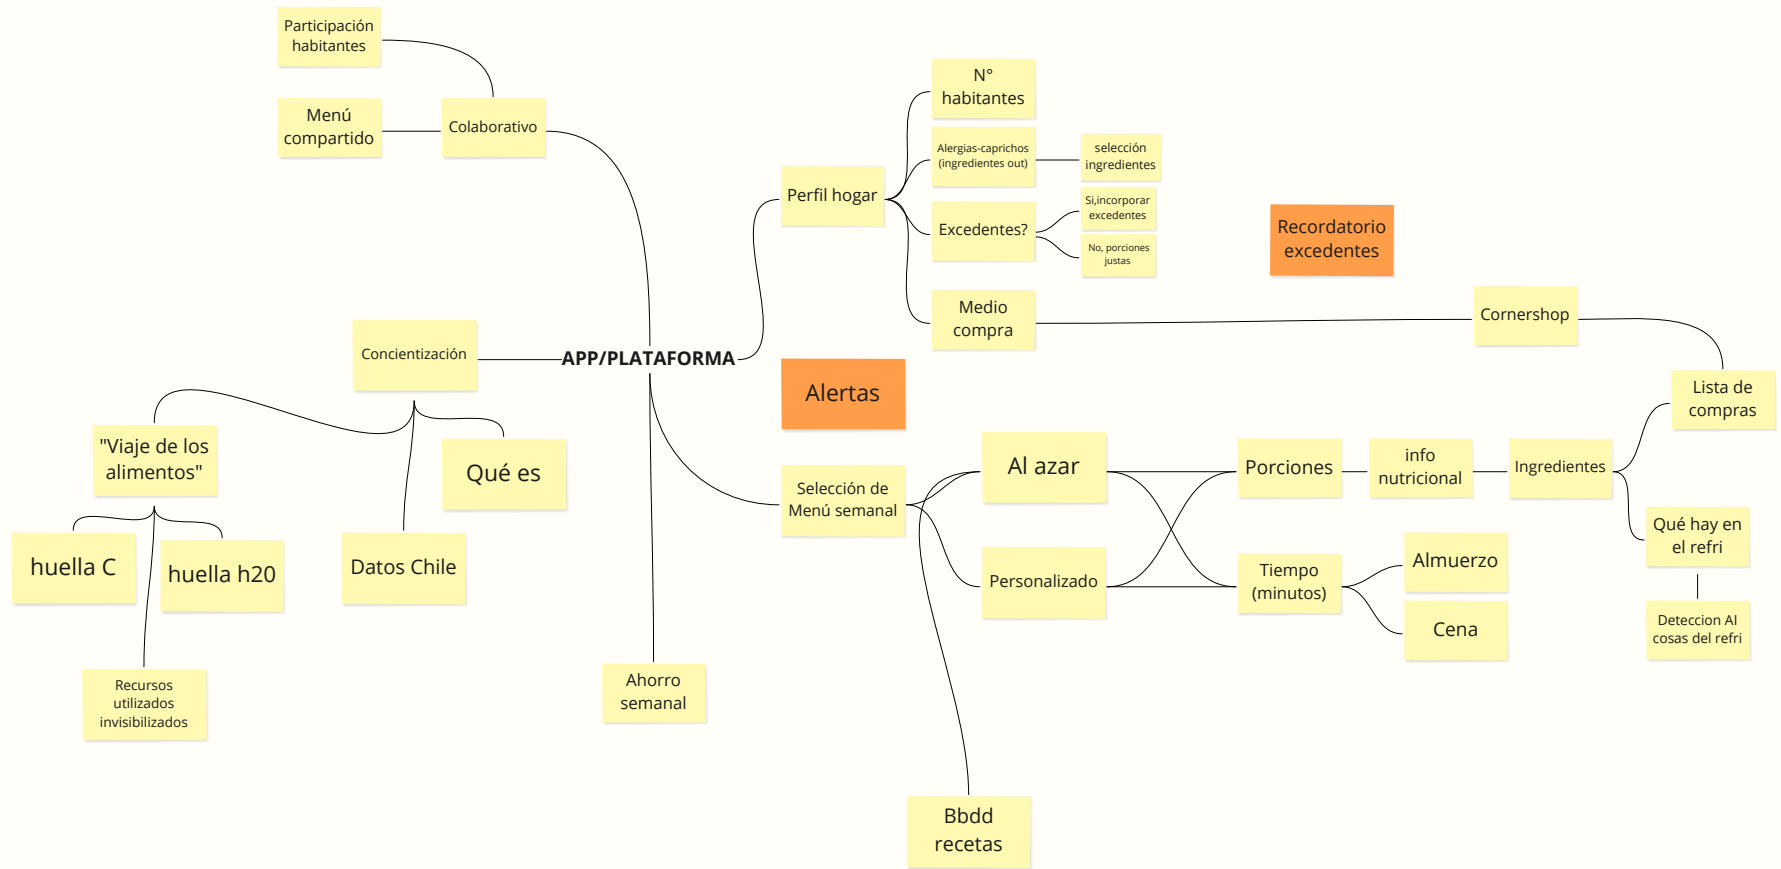 Participación
habitantes
Menú
compartido
Colaborativo
N°
habitantes
Alergias-caprichos
(ingredientes out)
selección
ingredientes
Perfil hogar
Excedentes?
Si,incorporar
excedentes
No, porciones
justas
Recordatorio
excedentes
Medio
compra
Cornershop
Concientización
APP/PLATAFORMA
Alertas
Lista de
compras
"Viaje de los
alimentos"
Qué es
Selección de
Menú semanal
Al azar
Porciones
info
nutricional
Ingredientes
Qué hay en
el refri
huella C
huella h20
Datos Chile
Personalizado
Tiempo
(minutos)
Almuerzo
Cena
Deteccion AI
cosas del refri
Recursos
utilizados
invisibilizados
Ahorro
semanal
Bbdd
recetas